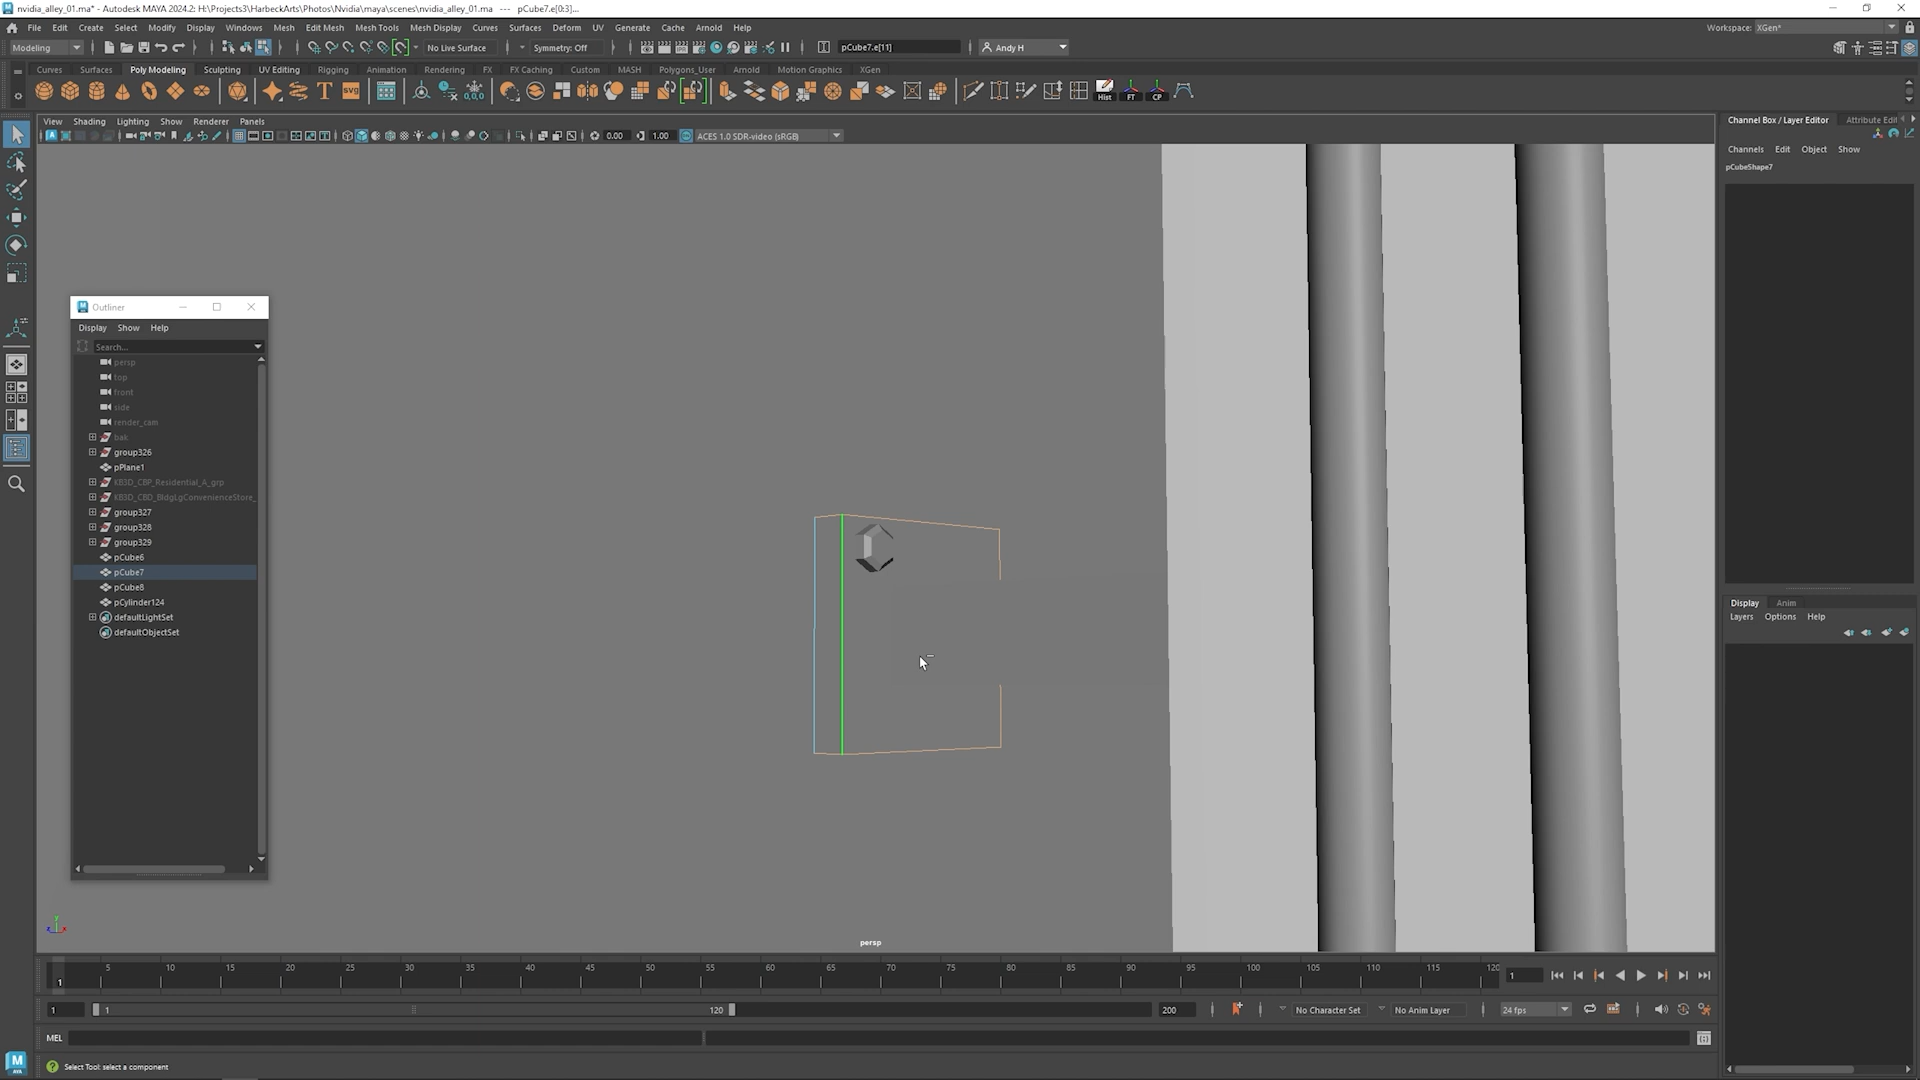 nvidia_alley_01.ma* - Autodesk MAYA 2024.2: H:\Projects3\HarbeckArts\Photos\Nvidia\maya\scenes\nvidia_alley_01.ma --- pCube7.e[0:3]...
File Edit Create Select Modify Display Windows Mesh Edit Mesh Mesh Tools Mesh Display Curves Surfaces Deform UV Generate Cache Arnold Help
Workspace: XGen*
Modeling
No Live Surface
Symmetry: Off
pCube7.e[11]
Andy H
Curves Surfaces Poly Modeling Sculpting UV Editing Rigging Animation Rendering FX FX Caching Custom MASH Polygons_User Arnold Motion Graphics XGen
SVG
0,0,0
Hist FT CP
View Shading Lighting Show Renderer Panels
0.00 1.00 ACES 1.0 SDR-video (sRGB)
Channel Box / Layer Editor Attribute Edit
Channels Edit Object Show
pCubeShape7
Outliner
Display Show Help
Search...
persp
top
front
side
render_cam
bak
group326
pPlane1
KB3D_CBP_Residential_A_grp
KB3D_CBD_BldgLgConvenienceStore_
group327
group328
group329
pCube6
pCube7
pCube8
pCylinder124
defaultLightSet
defaultObjectSet
persp
Display Anim
Layers Options Help
1 5 10 15 20 25 30 35 40 45 50 55 60 65 70 75 80 85 90 95 100 105 110 115 120
1
1 1 120 200
No Character Set No Anim Layer 24 fps
MEL
Select Tool: select a component